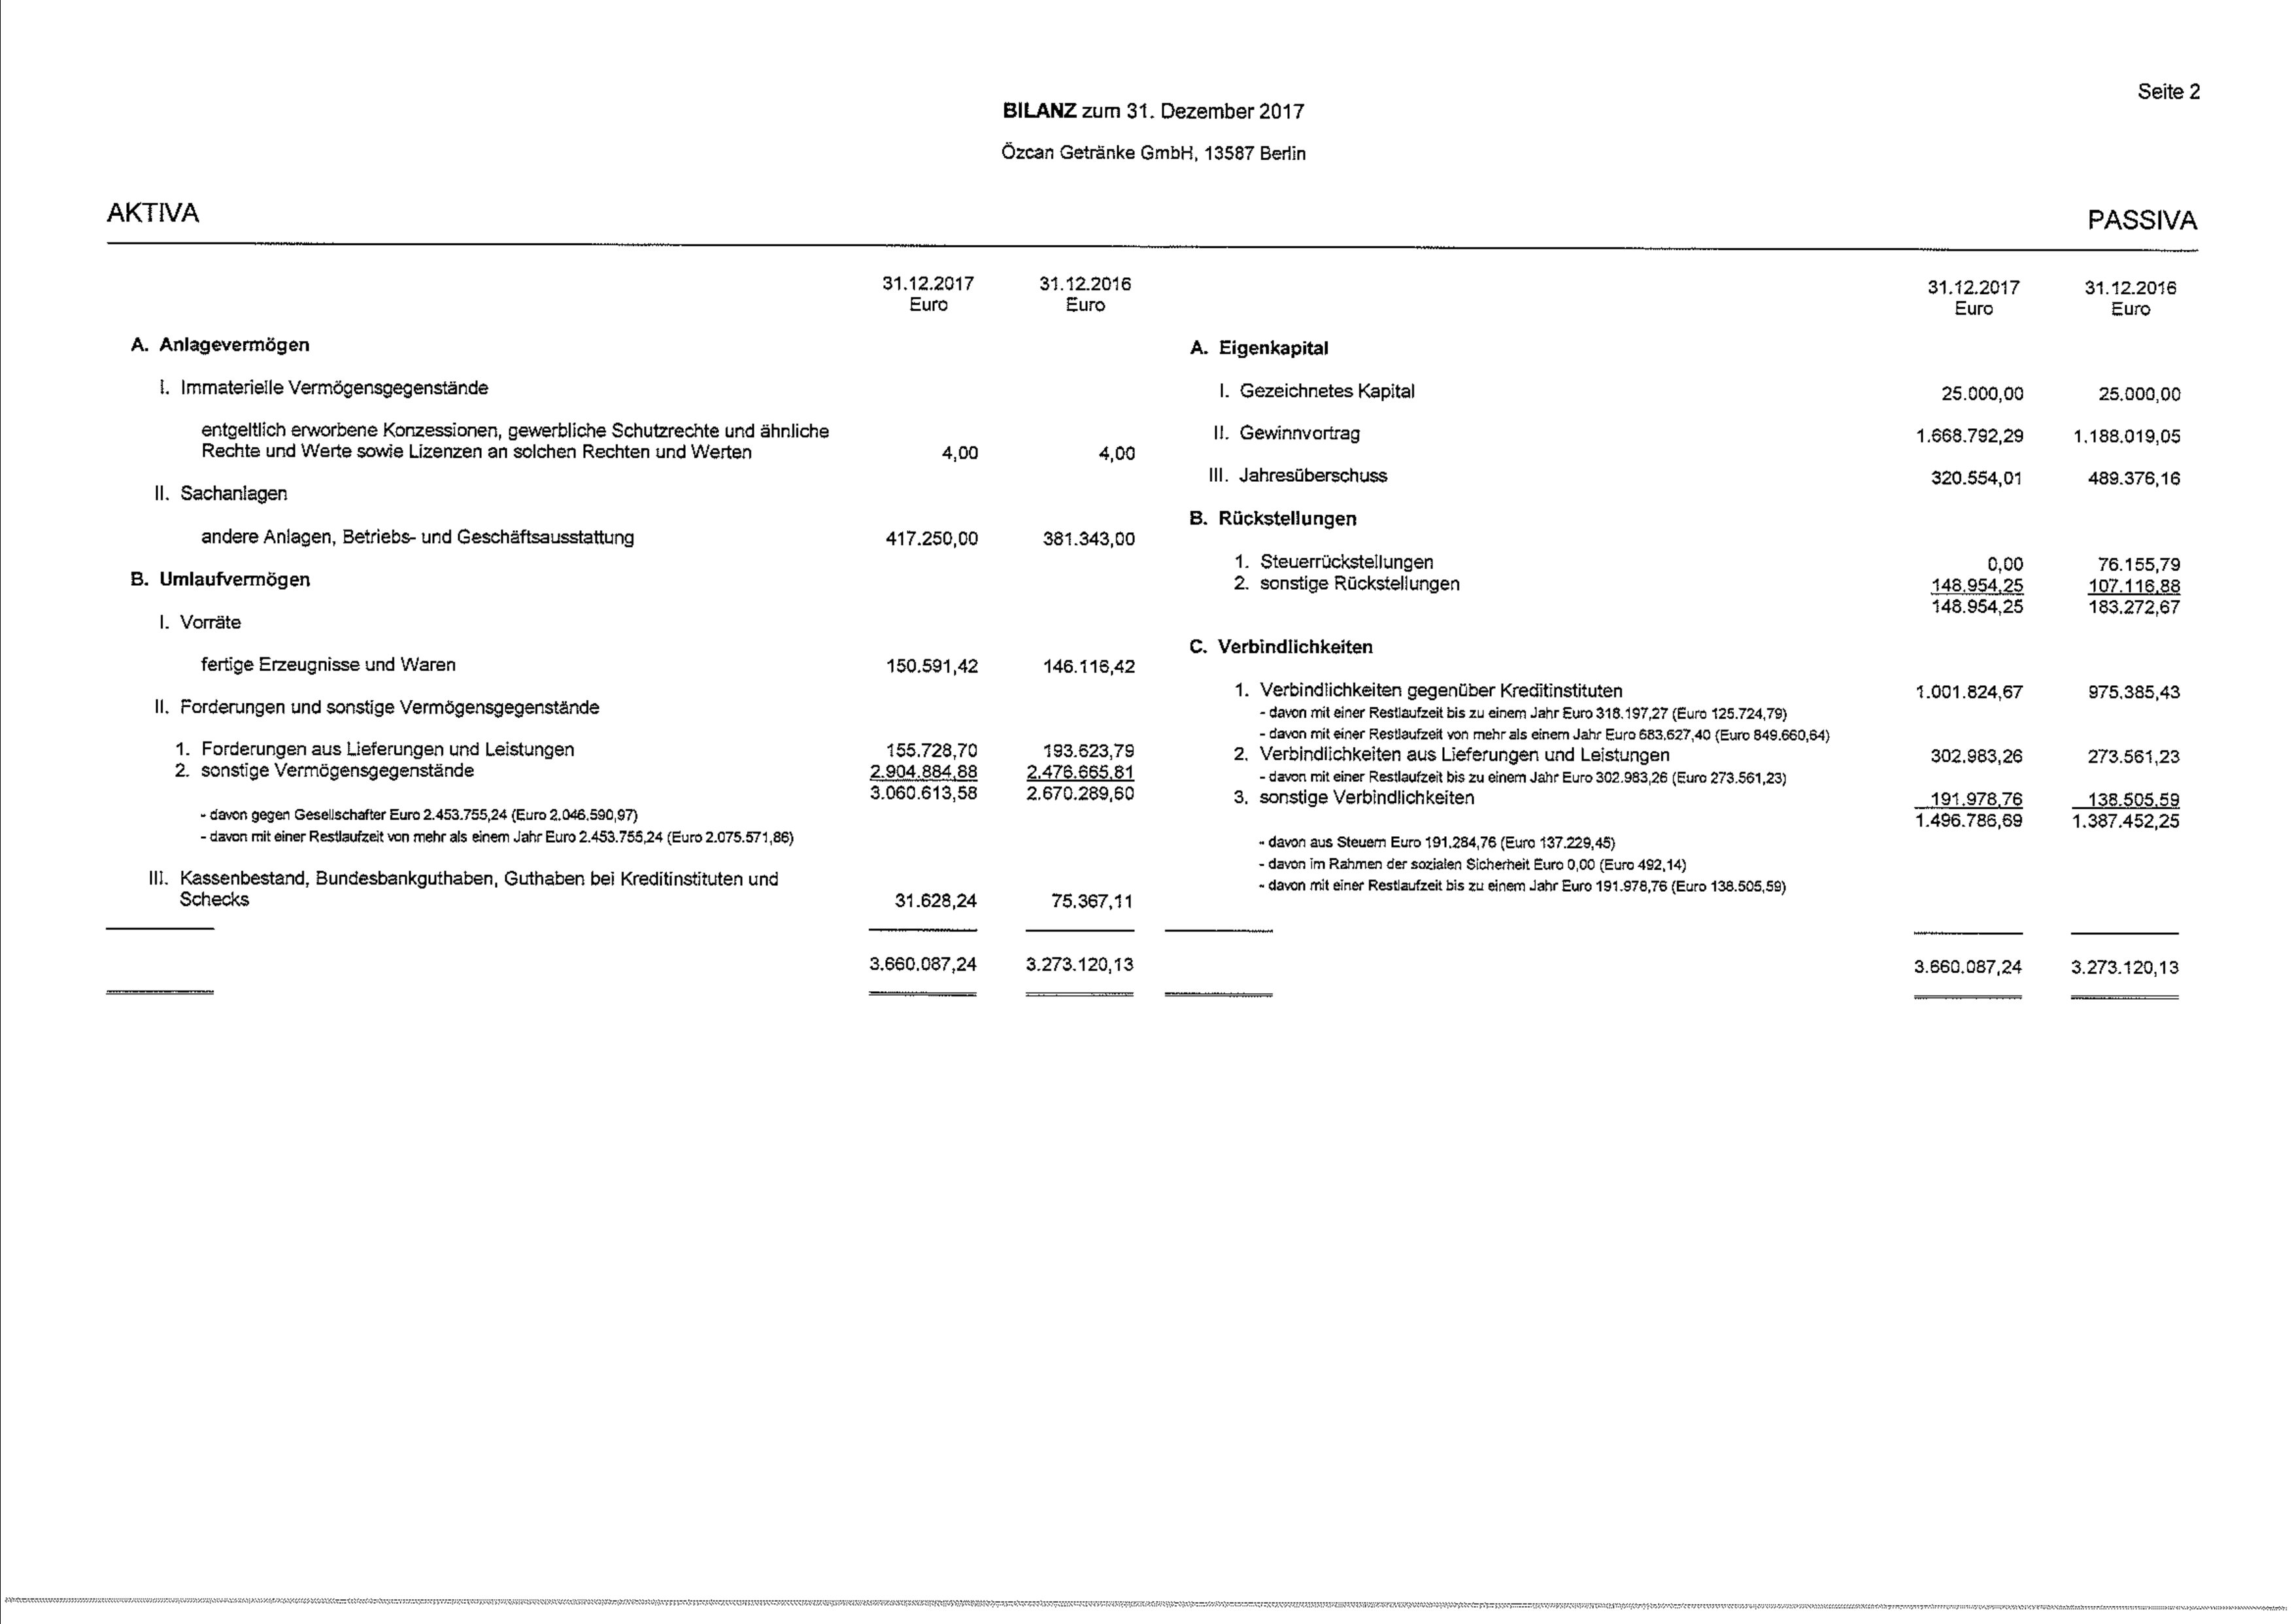 Seite 2
BILANZ zum 31. Dezember 2017
Özcan Getränke GmbH, 13587 Berlin
AKTIVA
PASSIVA
31.12.2017 31.12.2016
Euro Euro
A. Anlagevermögen
I. Immaterielle Vermögensgegenstände
entgeltlich erworbene Konzessionen, gewerbliche Schutzrechte und ähnliche
Rechte und Werte sowie Lizenzen an solchen Rechten und Werten 4,00 4,00
II. Sachanlagen
andere Anlagen, Betriebs- und Geschäftsausstattung 417.250,00 381.343,00
B. Umlaufvermögen
I. Vorräte
fertige Erzeugnisse und Waren 150.591,42 146.116,42
II. Forderungen und sonstige Vermögensgegenstände
1. Forderungen aus Lieferungen und Leistungen 155.728,70 193.623,79
2. sonstige Vermögensgegenstände 2.904.884,88 2.476.665,81
3.060.613,58 2.670.289,60
- davon gegen Gesellschafter Euro 2.453.755,24 (Euro 2.046.590,97)
- davon mit einer Restlaufzeit von mehr als einem Jahr Euro 2.453.755,24 (Euro 2.075.571,86)
III. Kassenbestand, Bundesbankguthaben, Guthaben bei Kreditinstituten und
Schecks 31.628,24 75.367,11
3.660.087,24 3.273.120,13
31.12.2017 31.12.2016
Euro Euro
A. Eigenkapital
I. Gezeichnetes Kapital 25.000,00 25.000,00
II. Gewinnvortrag 1.668.792,29 1.188.019,05
III. Jahresüberschuss 320.554,01 489.376,16
B. Rückstellungen
1. Steuerrückstellungen 0,00 76.155,79
2. sonstige Rückstellungen 148.954,25 107.116,88
148.954,25 183.272,67
C. Verbindlichkeiten
1. Verbindlichkeiten gegenüber Kreditinstituten 1.001.824,67 975.385,43
- davon mit einer Restlaufzeit bis zu einem Jahr Euro 318.197,27 (Euro 125.724,79)
- davon mit einer Restlaufzeit von mehr als einem Jahr Euro 683.627,40 (Euro 849.660,64)
2. Verbindlichkeiten aus Lieferungen und Leistungen 302.983,26 273.561,23
- davon mit einer Restlaufzeit bis zu einem Jahr Euro 302.983,26 (Euro 273.561,23)
3. sonstige Verbindlichkeiten 191.978,76 138.505,59
1.496.786,69 1.387.452,25
- davon aus Steuern Euro 191.284,76 (Euro 137.229,45)
- davon im Rahmen der sozialen Sicherheit Euro 0,00 (Euro 492,14)
- davon mit einer Restlaufzeit bis zu einem Jahr Euro 191.978,76 (Euro 138.505,59)
3.660.087,24 3.273.120,13